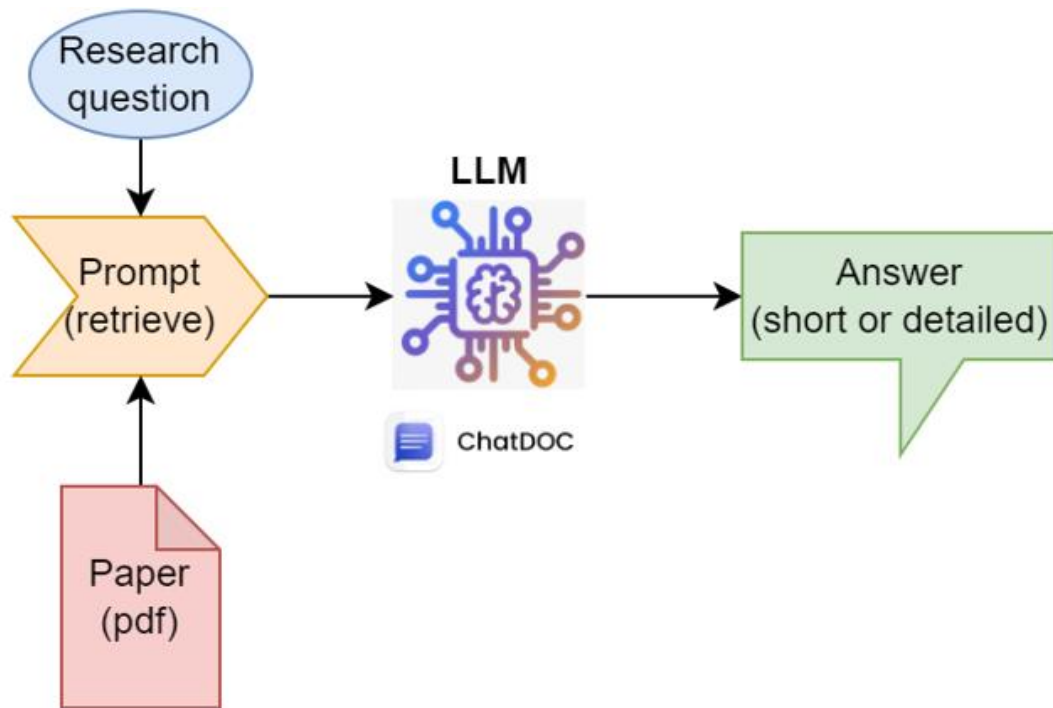 Research
question
LLM
Prompt
(retrieve)
Answer
(short or detailed)
ChatDOC
Paper
(pdf)